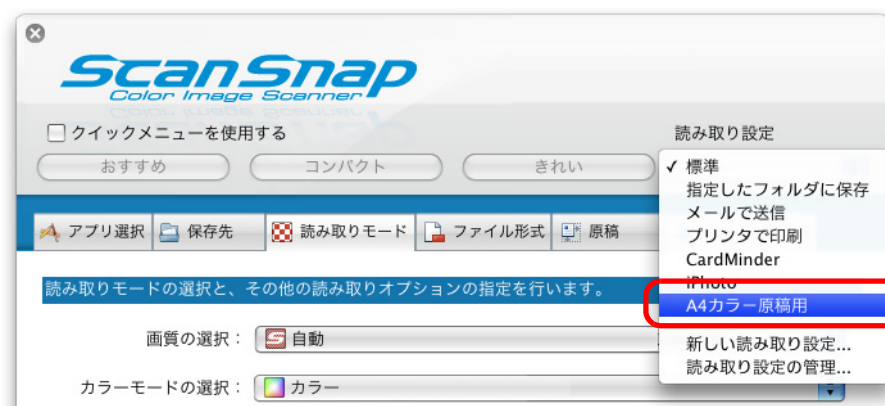 ScanSnap
Color Image Scanner
クイックメニューを使用する
読み取り設定
おすすめ
コンパクト
きれい
✓ 標準
指定したフォルダに保存
メールで送信
プリンタで印刷
CardMinder
iPhoto
A4カラー原稿用
新しい読み取り設定...
読み取り設定の管理...
アプリ選択
保存先
読み取りモード
ファイル形式
原稿
読み取りモードの選択と、その他の読み取りオプションの指定を行います。
画質の選択： 自動
カラーモードの選択： カラー